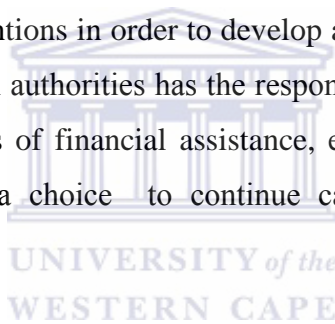 ntions in order to develop a
authorities has the respon
s of financial assistance, e
a choice to continue ca
UNIVERSITY of the
WESTERN CAPE